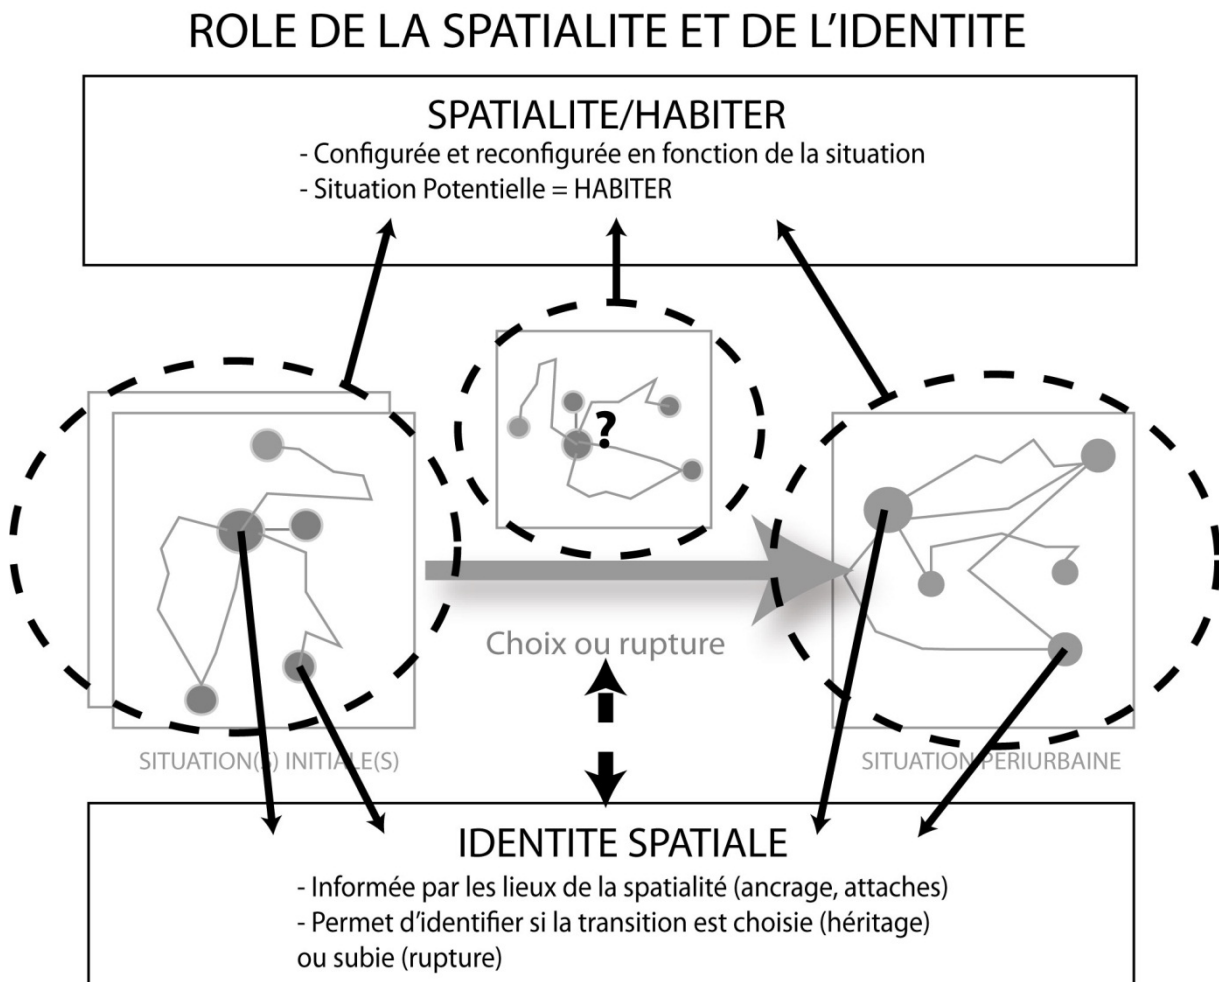 ROLE DE LA SPATIALITE ET DE L'IDENTITE
SPATIALITE/HABITER
- Configurée et reconfigurée en fonction de la situation
- Situation Potentielle = HABITER
?
Choix ou rupture
SITUATION(S) INITIALE(S)
SITUATION PERIURBAINE
IDENTITE SPATIALE
- Informée par les lieux de la spatialité (ancrage, attaches)
- Permet d'identifier si la transition est choisie (héritage)
ou subie (rupture)